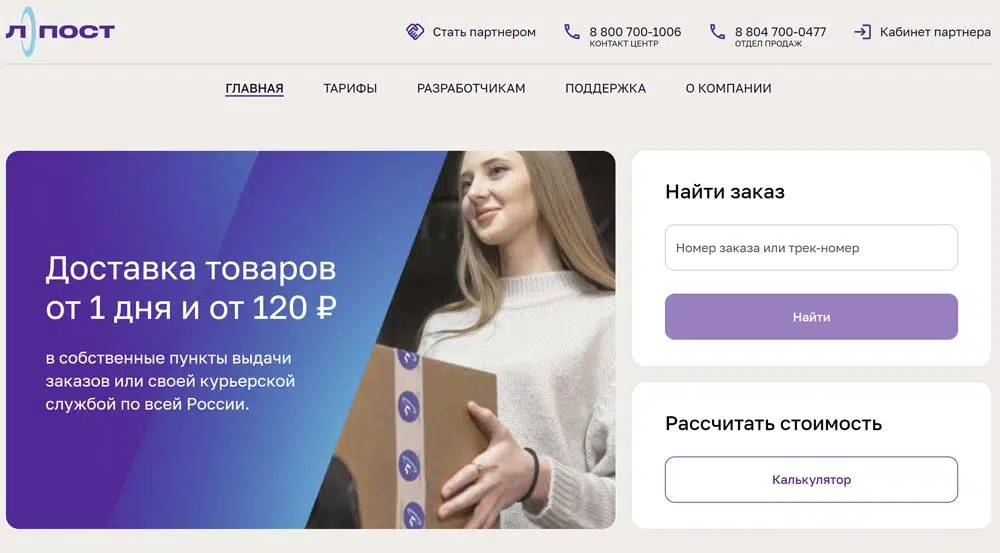 Л ПОСТ
Стать партнером
8 800 700-1006
КОНТАКТ ЦЕНТР
8 804 700-0477
ОТДЕЛ ПРОДАЖ
Кабинет партнера
ГЛАВНАЯ
ТАРИФЫ
РАЗРАБОТЧИКАМ
ПОДДЕРЖКА
О КОМПАНИИ
Доставка товаров
от 1 дня и от 120 ₽
в собственные пункты выдачи
заказов или своей курьерской
службой по всей России.
Найти заказ
Номер заказа или трек-номер
Найти
Рассчитать стоимость
Калькулятор